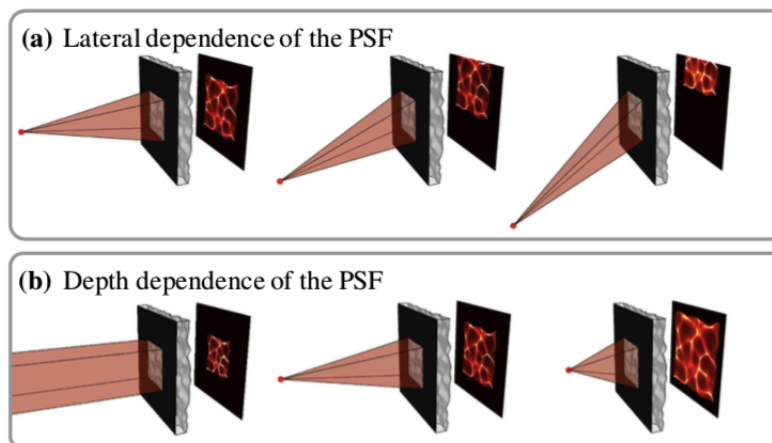 (a) Lateral dependence of the PSF
(b) Depth dependence of the PSF